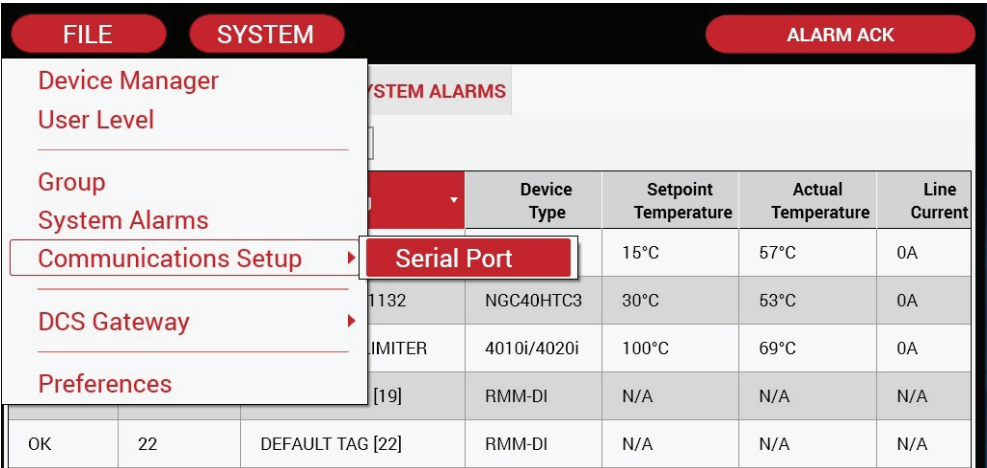 FILE SYSTEM ALARM ACK
Device Manager
User Level
Group
System Alarms
Communications Setup
Serial Port
DCS Gateway
Preferences
STEM ALARMS
Device Type Setpoint Temperature Actual Temperature Line Current
15°C 57°C 0A
1132 NGC40HTC3 30°C 53°C 0A
IMITER 4010i/4020i 100°C 69°C 0A
[19] RMM-DI N/A N/A N/A
OK 22 DEFAULT TAG [22] RMM-DI N/A N/A N/A